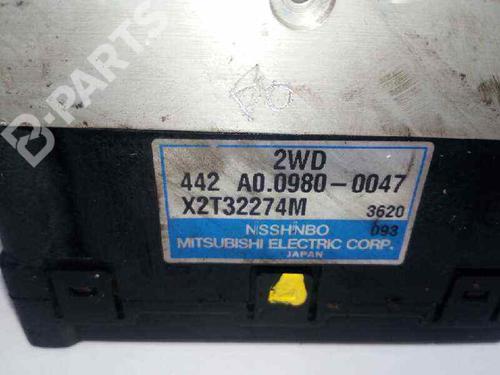 B-PARTS
2WD
442 A0.0980-0047
X2T32274M 3620
093
NISSHINBO
MITSUBISHI ELECTRIC CORP.
JAPAN